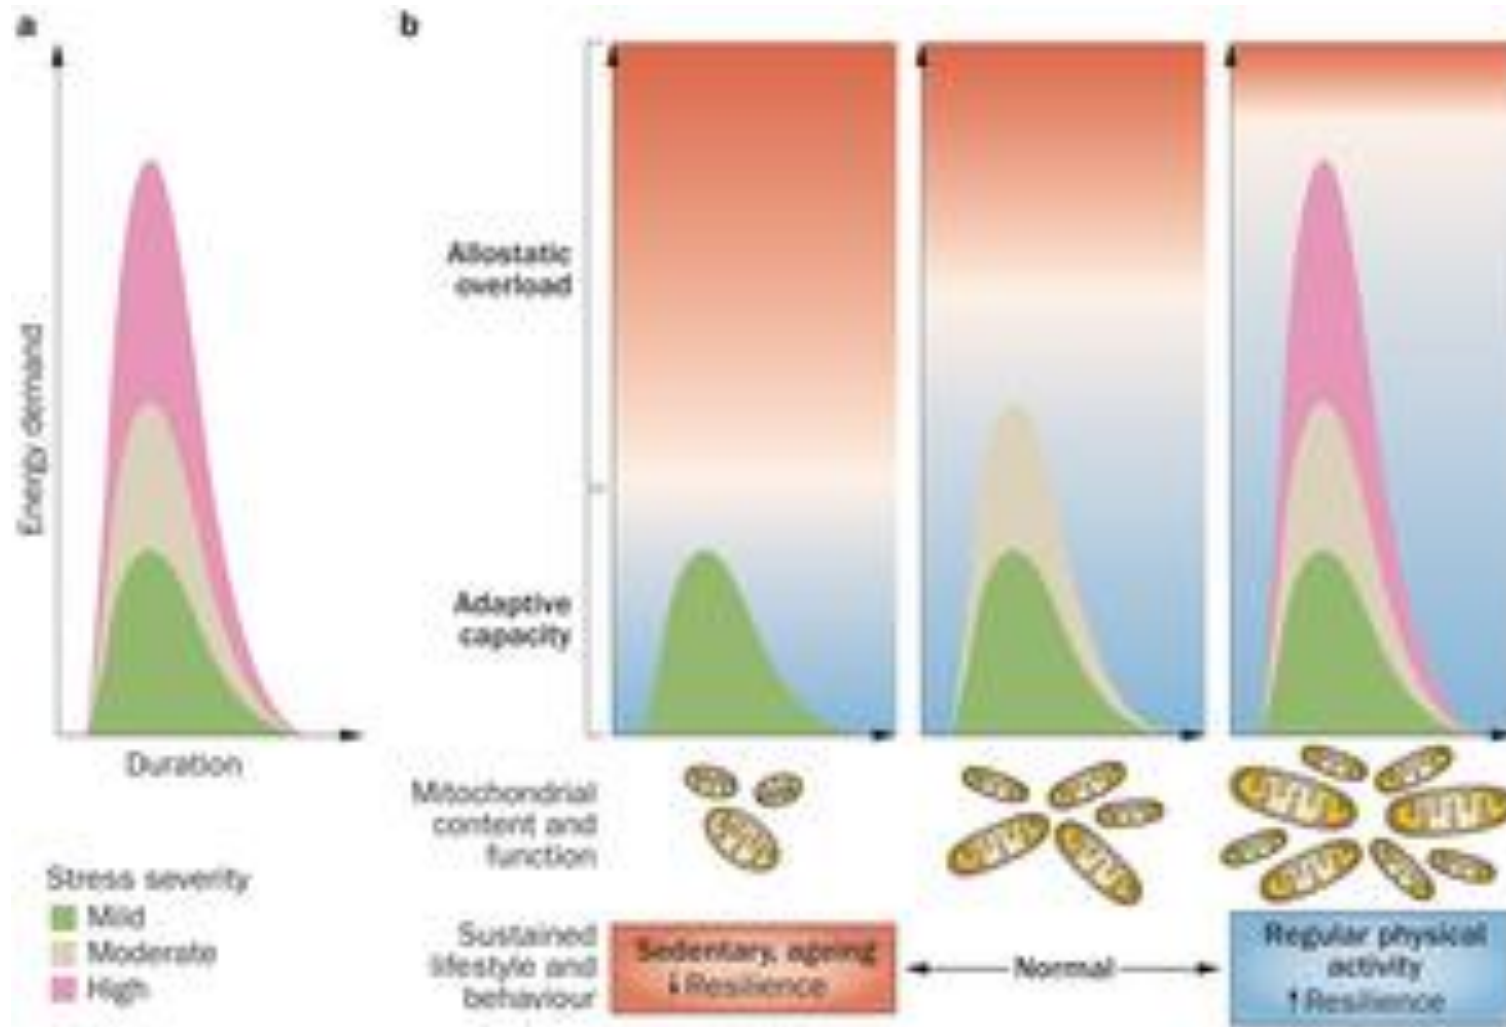 a
b
Energy demand
Duration
Stress severity
Mild
Moderate
High
Allostatic
overload
Adaptive
capacity
Mitochondrial
content and
function
Sustained
lifestyle and
behaviour
Sedentary, ageing
↓Resilience
Normal
Regular physical
activity
↑Resilience